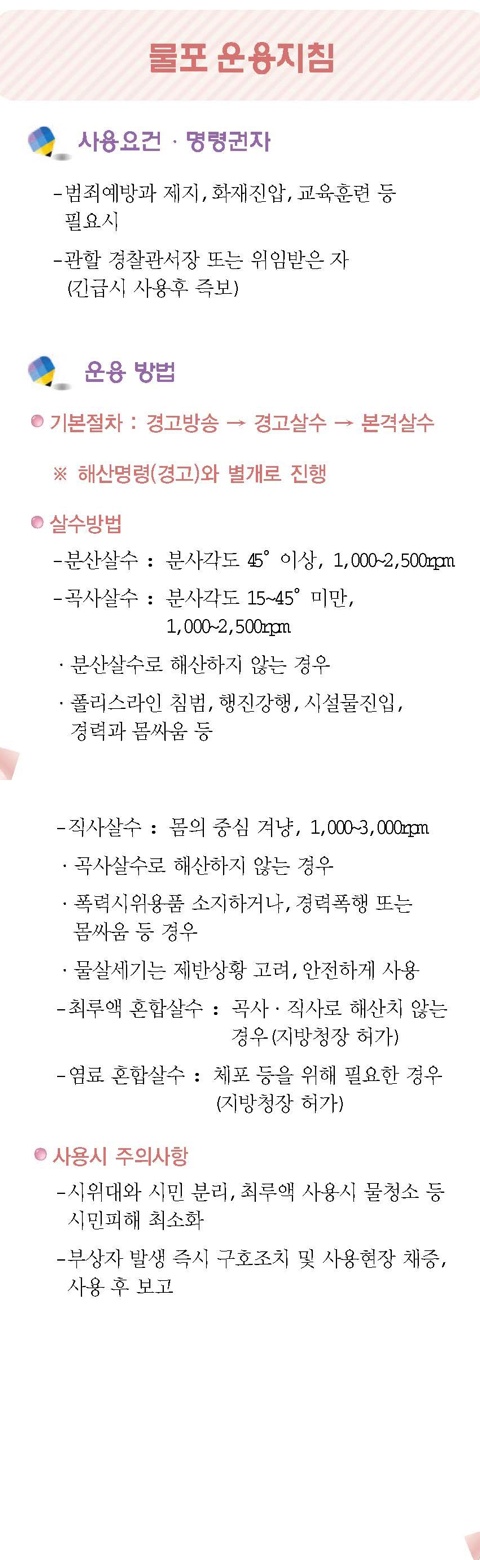 물포 운용지침
사용요건 · 명령권자
-범죄예방과 제지, 화재진압, 교육훈련 등
필요시
-관할 경찰관서장 또는 위임받은 자
(긴급시 사용후 즉보)
운용 방법
기본절차 : 경고방송 → 경고살수 → 본격살수
※ 해산명령(경고)와 별개로 진행
살수방법
-분산살수 : 분사각도 45° 이상, 1,000~2,500rpm
-곡사살수 : 분사각도 15~45° 미만,
1,000~2,500rpm
· 분산살수로 해산하지 않는 경우
· 폴리스라인 침범, 행진강행, 시설물진입,
경력과 몸싸움 등
-직사살수 : 몸의 중심 겨냥, 1,000~3,000rpm
· 곡사살수로 해산하지 않는 경우
· 폭력시위용품 소지하거나, 경력폭행 또는
몸싸움 등 경우
· 물살세기는 제반상황 고려, 안전하게 사용
-최루액 혼합살수 : 곡사 · 직사로 해산치 않는
경우(지방청장 허가)
-염료 혼합살수 : 체포 등을 위해 필요한 경우
(지방청장 허가)
사용시 주의사항
-시위대와 시민 분리, 최루액 사용시 물청소 등
시민피해 최소화
-부상자 발생 즉시 구호조치 및 사용현장 채증,
사용 후 보고